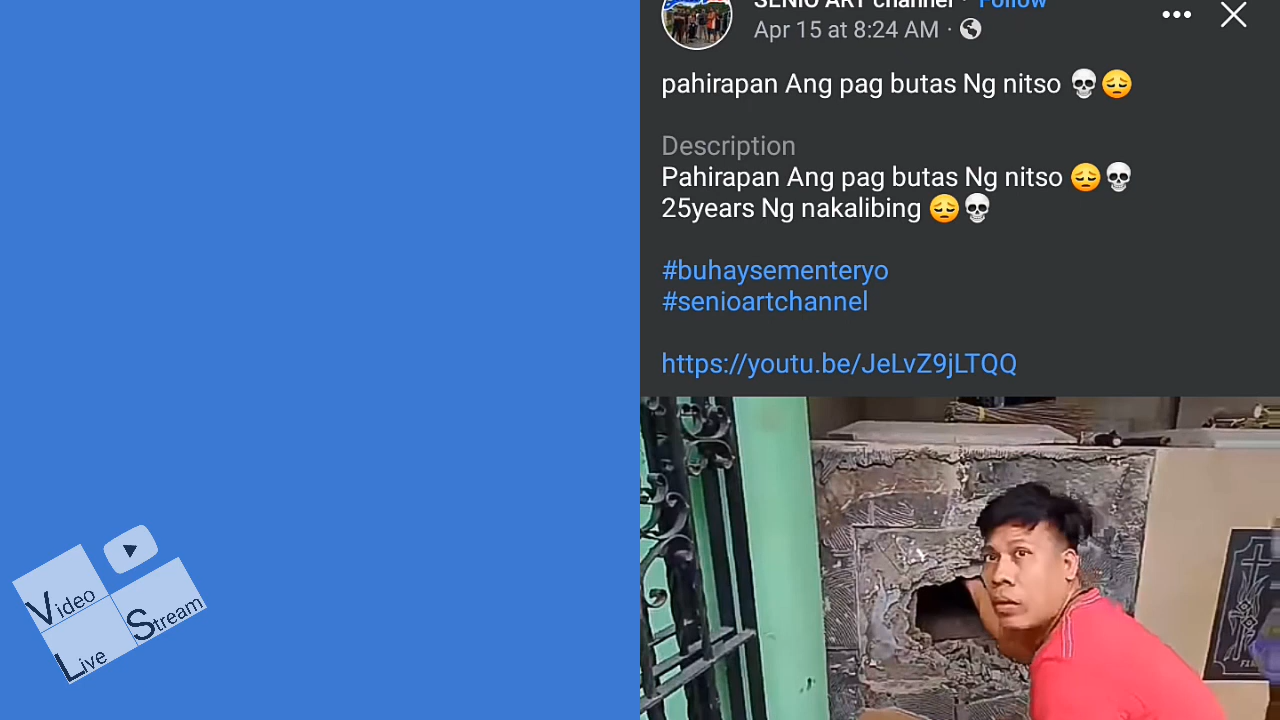 SENIO ART channel · Follow
Apr 15 at 8:24 AM ·
pahirapan Ang pag butas Ng nitso 💀😔
Description
Pahirapan Ang pag butas Ng nitso 😔💀
25years Ng nakalibing 😔💀
#buhaysementeryo
#senioartchannel
https://youtu.be/JeLvZ9jLTQQ
Video
Live
Stream